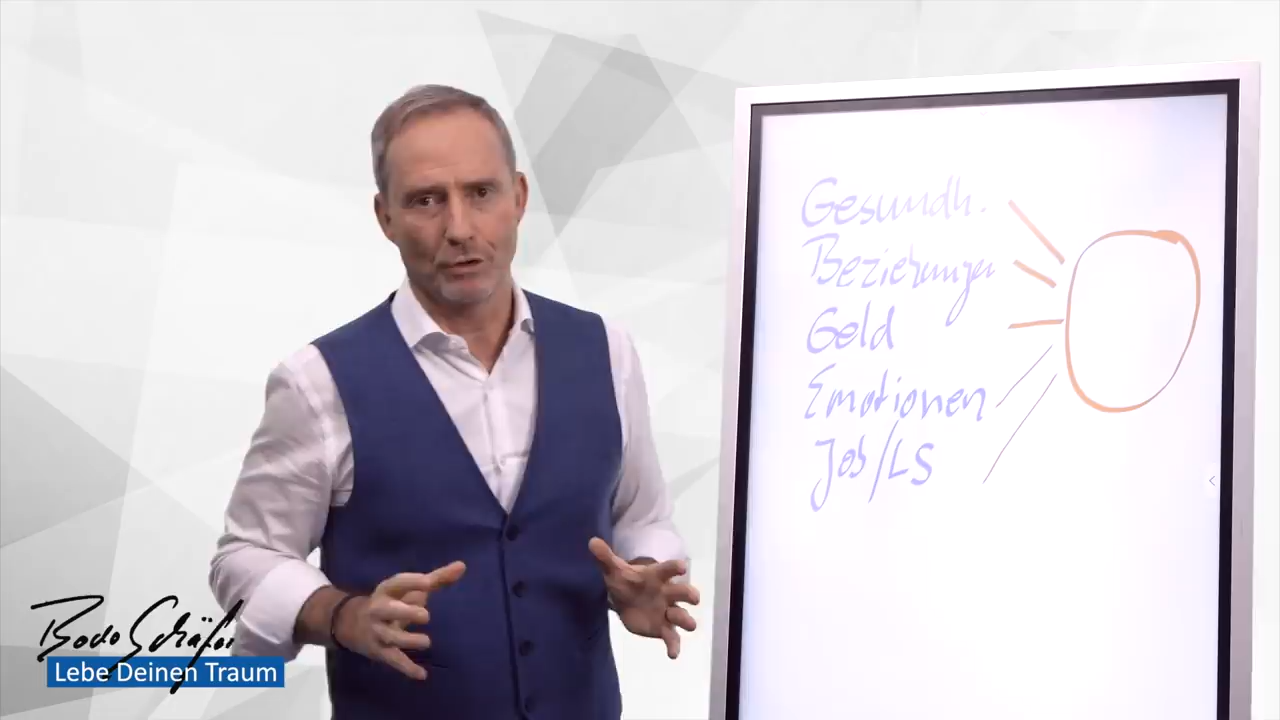 Gesundh.
Beziehungen
Geld
Emotionen
Job/LS
Bodo Schäfer
Lebe Deinen Traum